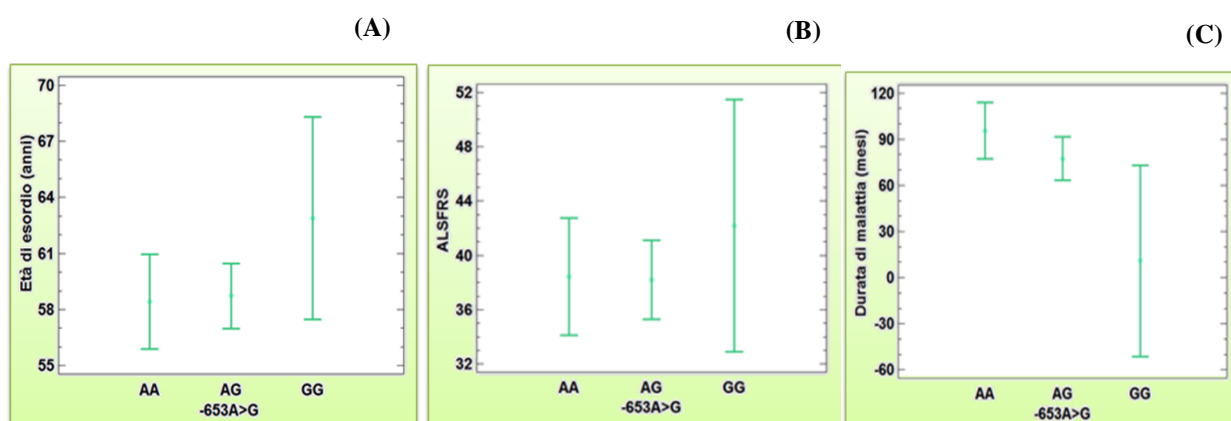 (A)
70
67
64
61
58
55
Età di esordio (anni)
AA AG GG
-653A>G
(B)
52
48
44
40
36
32
ALSFRS
AA AG GG
-653A>G
(C)
120
90
60
30
0
-30
-60
Durata di malattia (mesi)
AA AG GG
-653A>G